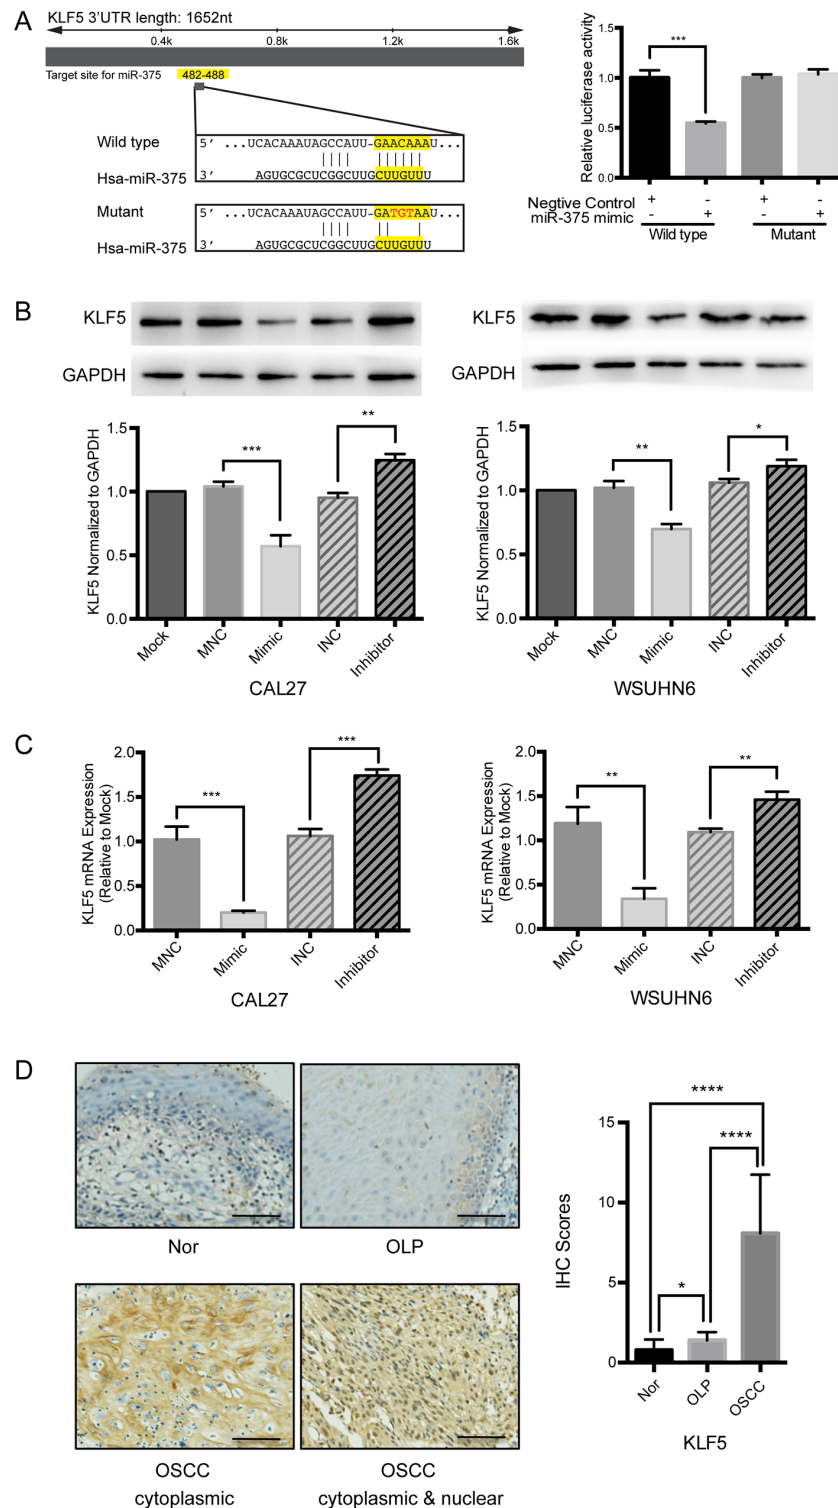 A
KLF5 3'UTR length: 1652nt
0.4k 0.8k 1.2k 1.6k
Target site for miR-375 482-488
Wild type 5' ...UCACAAAUAGCCAUU-GAACAAAU...
Hsa-miR-375 3' AGUGCGCUCGGCUUGCUUGUUU
Mutant 5' ...UCACAAAUAGCCAUU-GATGTAAU...
Hsa-miR-375 3' AGUGCGCUCGGCUUGCUUGUUU
Relative luciferase activity
1.5
1.0
0.5
0.0
***
Negtive Control + - + -
miR-375 mimic - + - +
Wild type Mutant
B
KLF5
GAPDH
KLF5 Normalized to GAPDH
1.5
1.0
0.5
0.0
***
**
Mock MNC Mimic INC Inhibitor
CAL27
KLF5
GAPDH
KLF5 Normalized to GAPDH
1.5
1.0
0.5
0.0
**
*
Mock MNC Mimic INC Inhibitor
WSUHN6
C
KLF5 mRNA Expression
(Relative to Mock)
2.0
1.5
1.0
0.5
0.0
***
***
MNC Mimic INC Inhibitor
CAL27
KLF5 mRNA Expression
(Relative to Mock)
2.0
1.5
1.0
0.5
0.0
**
**
MNC Mimic INC Inhibitor
WSUHN6
D
Nor OLP
OSCC
cytoplasmic
OSCC
cytoplasmic & nuclear
IHC Scores
15
10
5
0
****
****
*
Nor OLP OSCC
KLF5